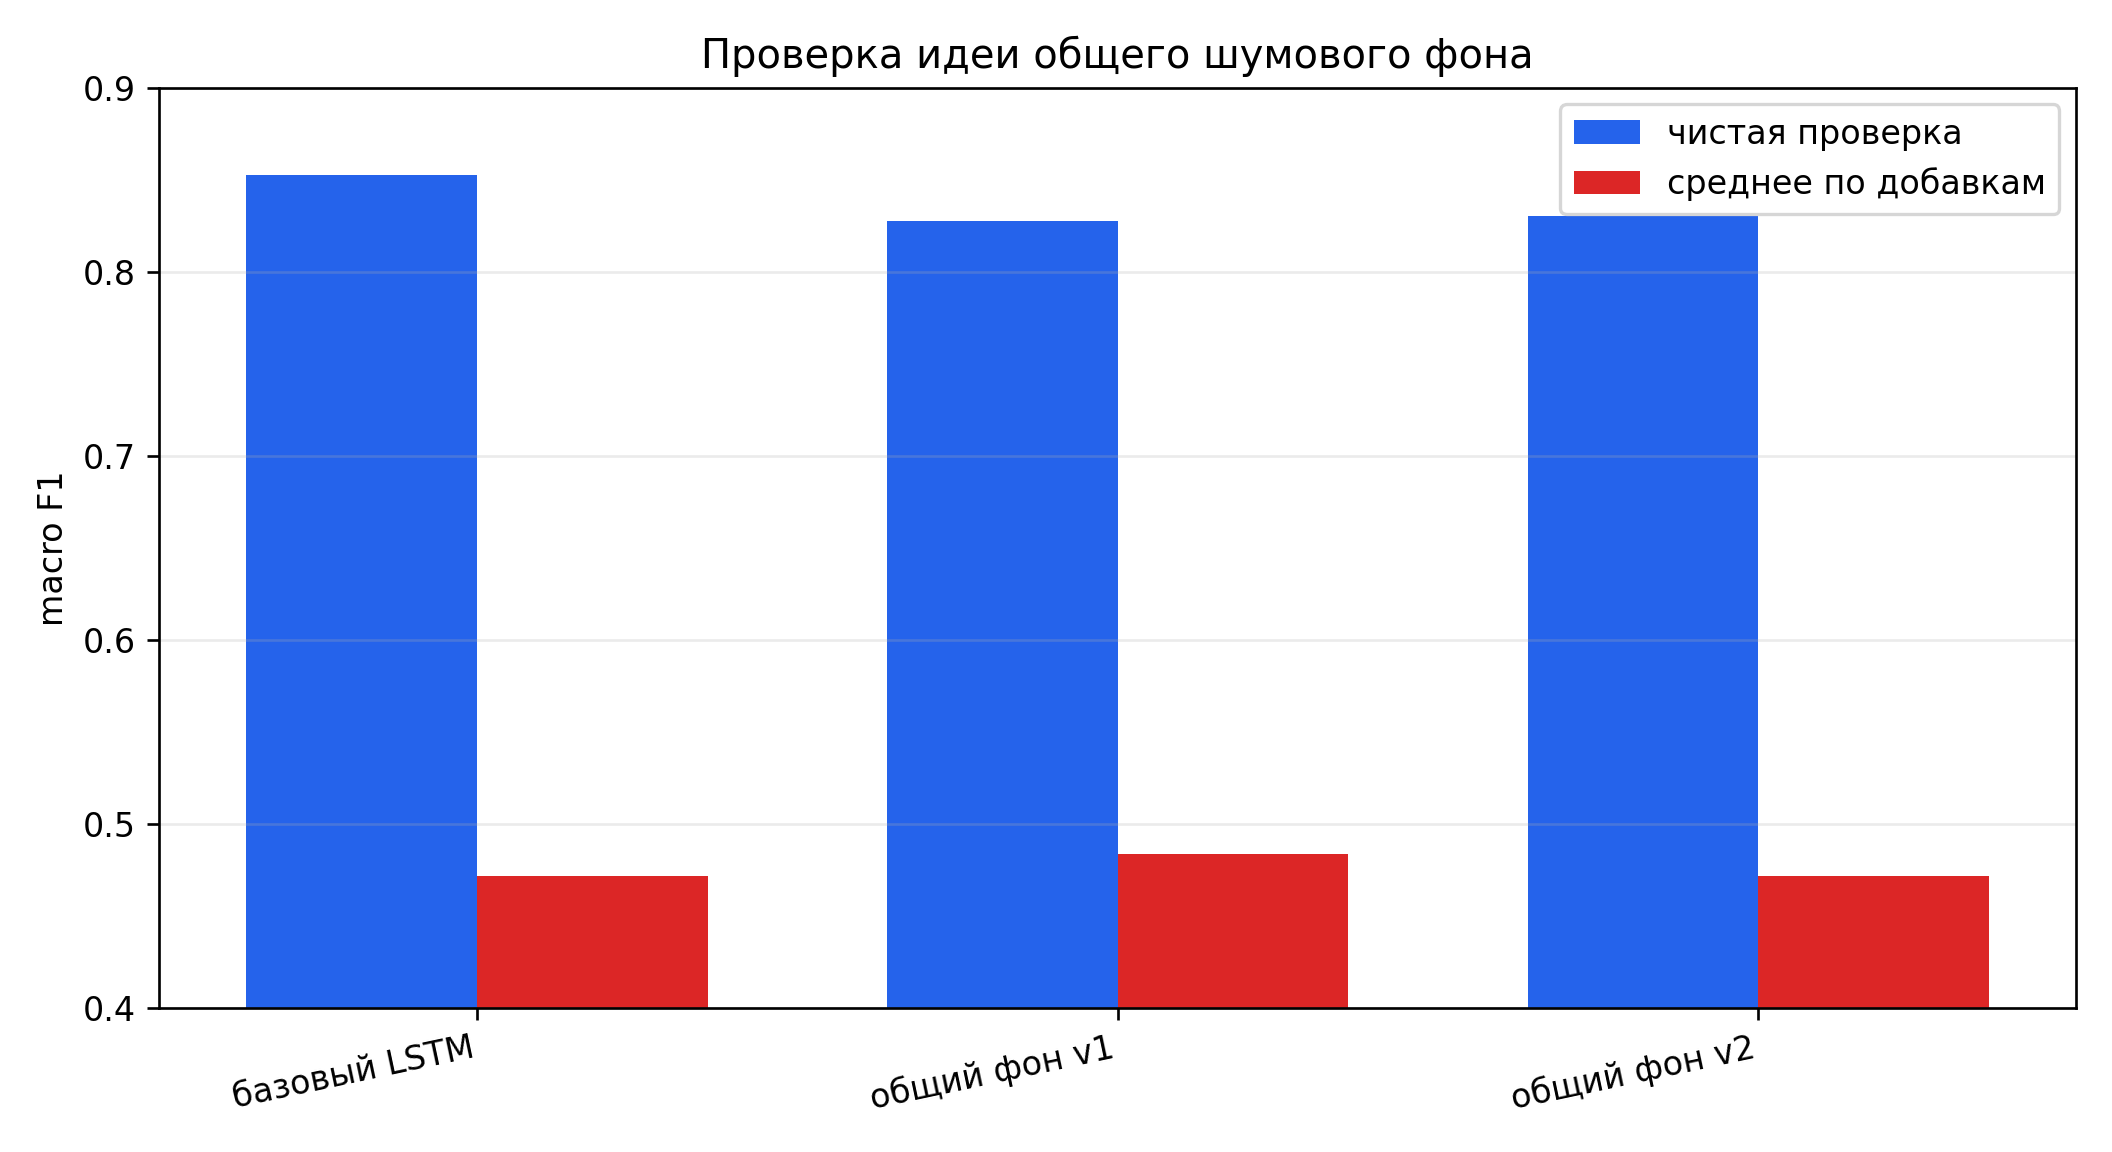 Проверка идеи общего шумового фона
чистая проверка
среднее по добавкам
macro F1
0.9
0.8
0.7
0.6
0.5
0.4
базовый LSTM
общий фон v1
общий фон v2